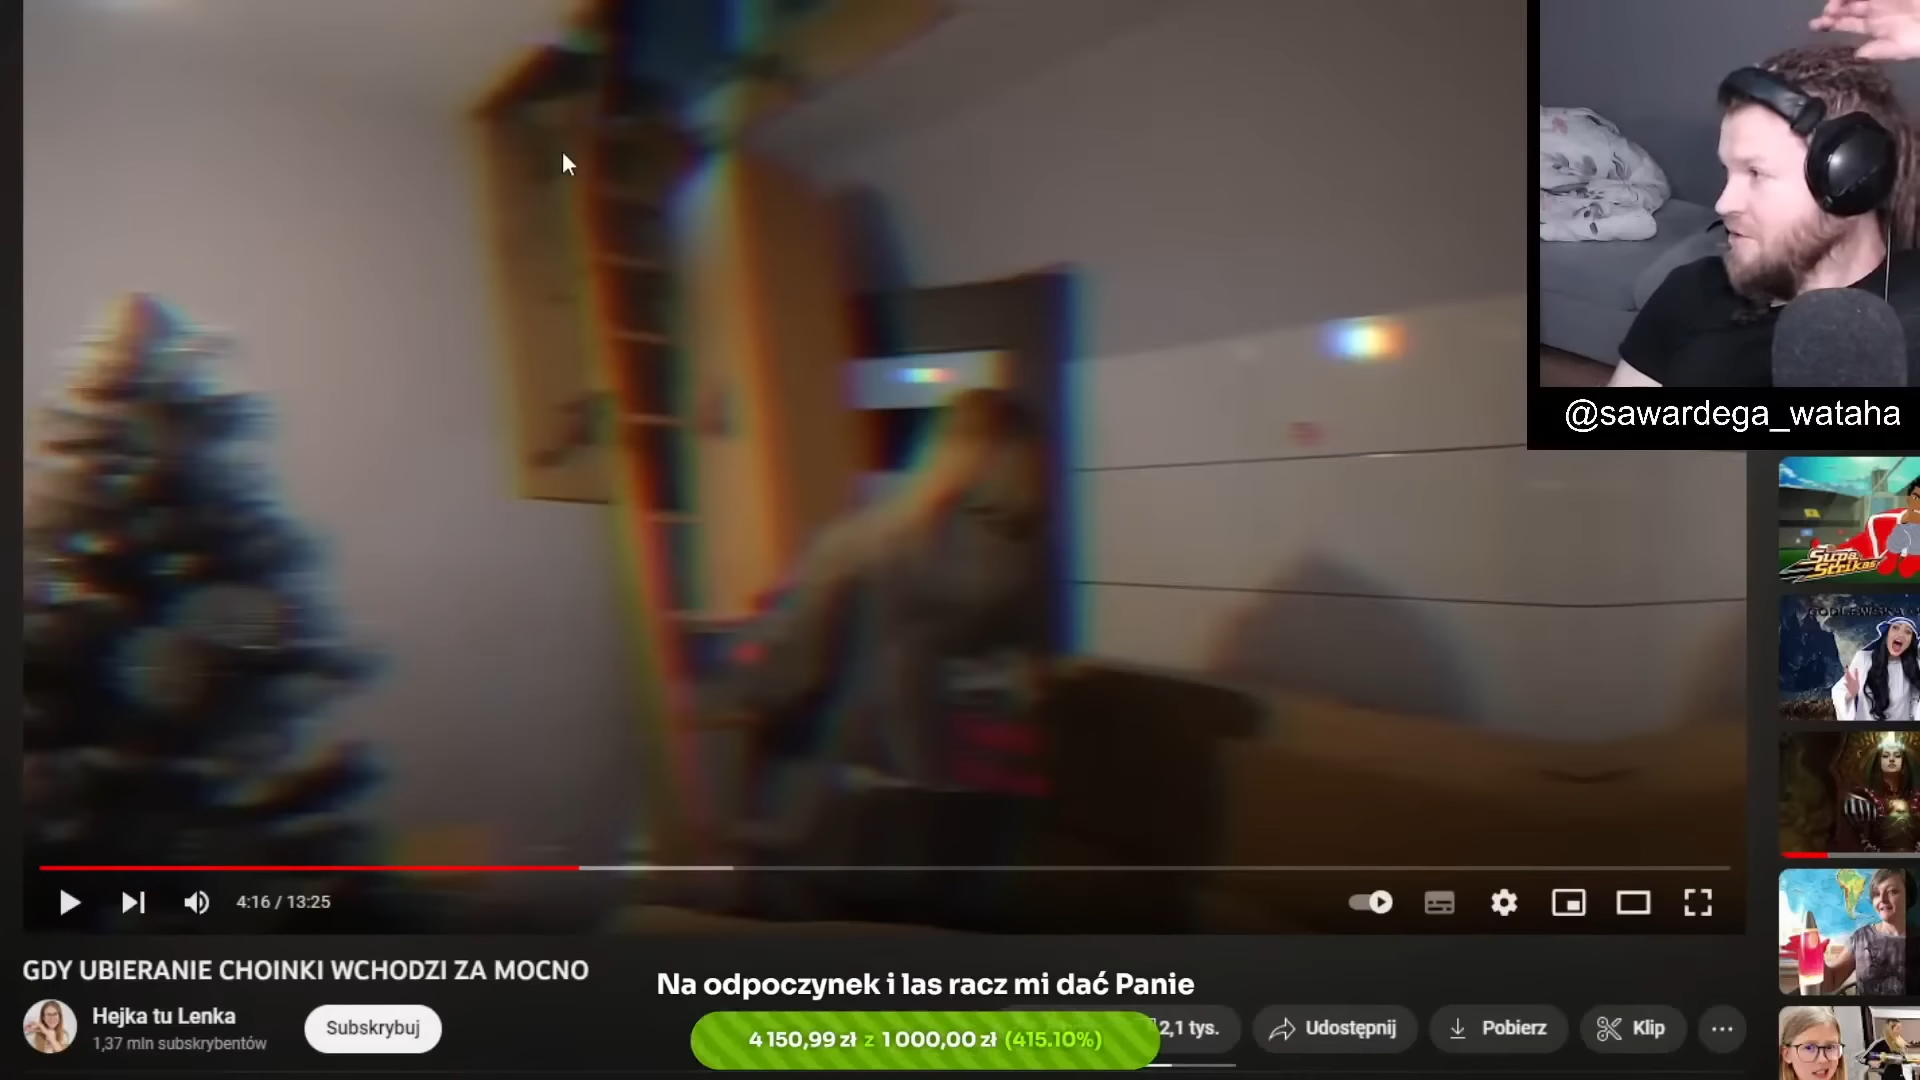 @sawardega_wataha
SUPA
STRIKAS
4:16 / 13:25
GDY UBIERANIE CHOINKI WCHODZI ZA MOCNO
Hejka tu Lenka
1,37 mln subskrybentów
Subskrybuj
Na odpoczynek i las racz mi dać Panie
4 150,99 zł z 1 000,00 zł (415.10%)
2,1 tys.
Udostępnij
Pobierz
Klip